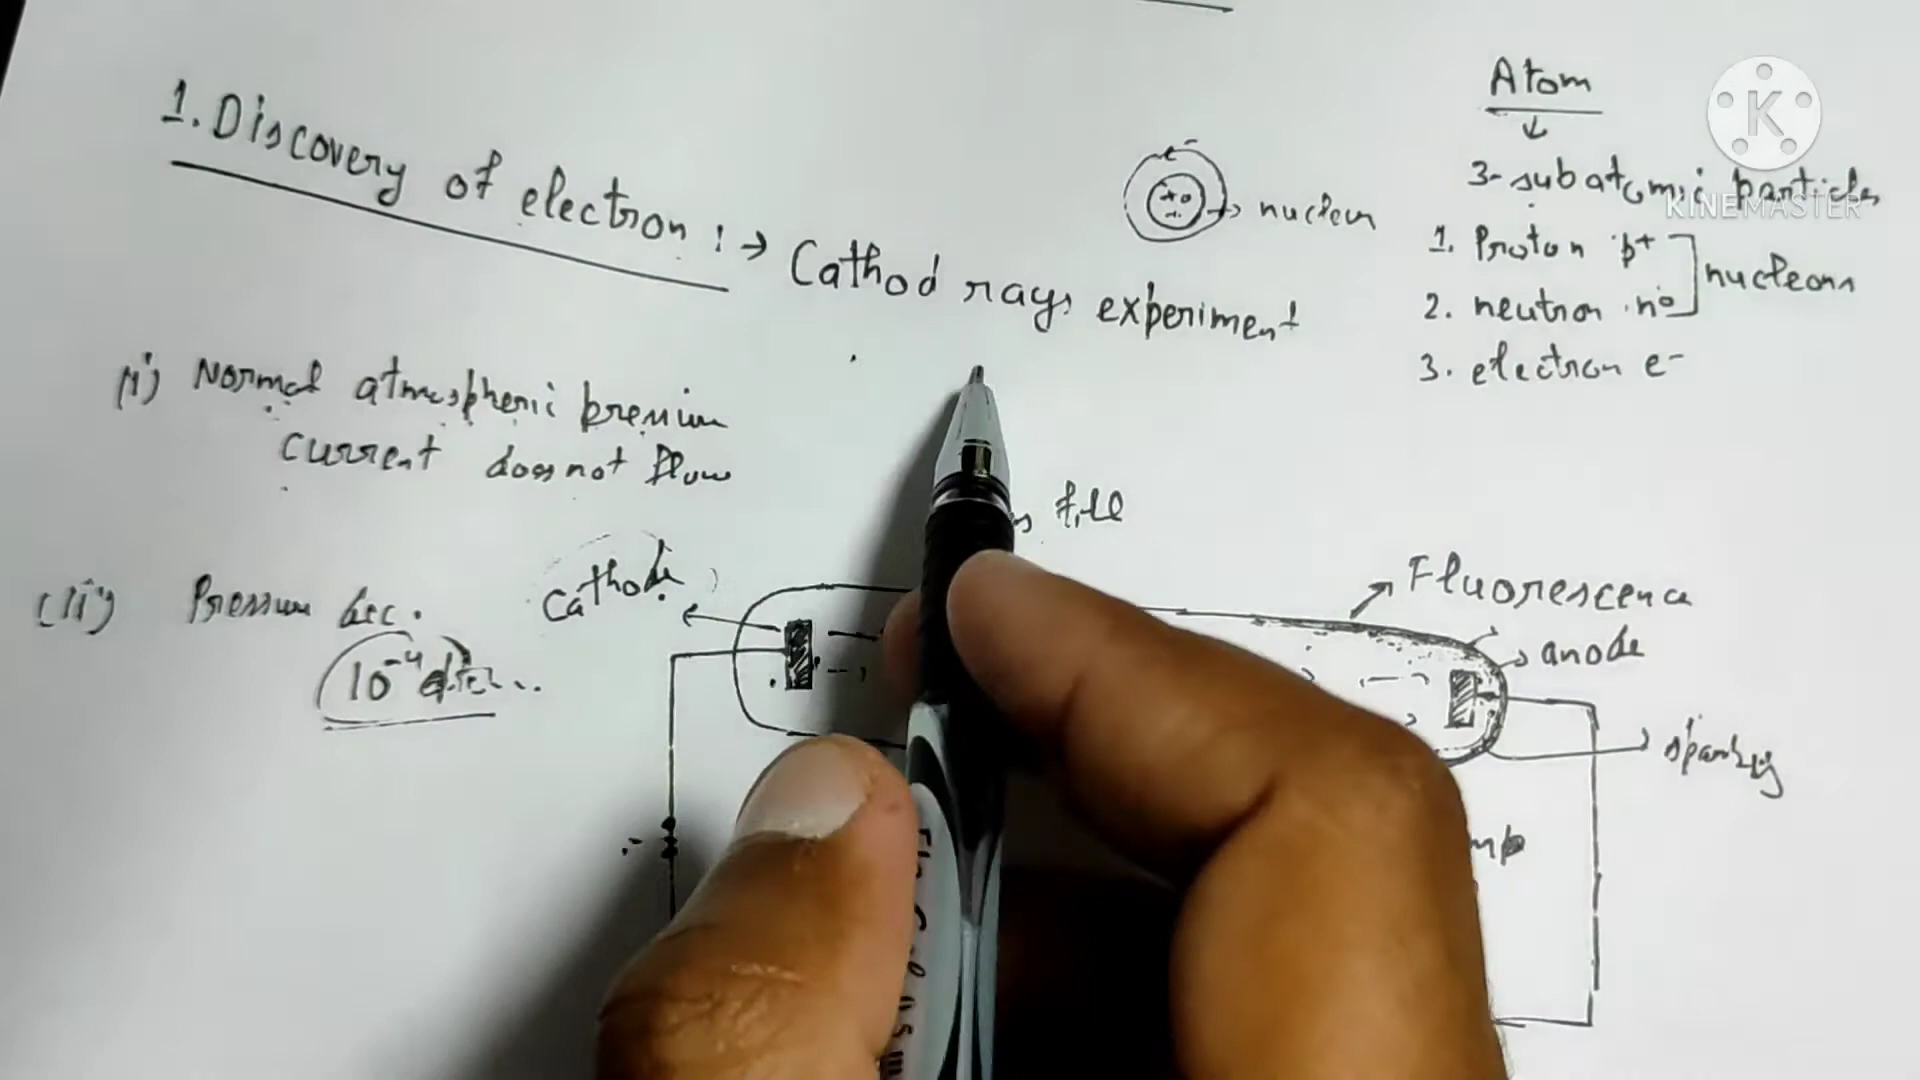 1. Discovery of electron :→ Cathod rays experiment
(i) Normal atmospheric pressure
current does not flow
(ii) Pressure dec.
10⁻⁴ atm...
Atom
↓
3-subatomic particles
1. Proton p+
2. neutron n°
nucleons
3. electron e-
e-
→ nucleus
fill
Cathode
Fluorescence
→ anode
K
KINEMASTER